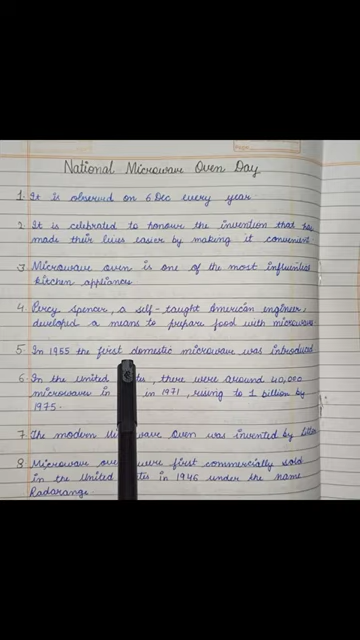 National Microwave Oven Day
1. It is observed on 6 Dec every year.
2. It is celebrated to honour the invention that has
made their lives easier by making it convenient
3. Microwave oven is one of the most influential
kitchen appliances
4. Percy Spencer, a self-taught American engineer,
developed a means to prepare food with microwaves
5. In 1955 the first domestic microwave was introduced
6. In the United tes, there were around 40,000
microwaves in in 1971, rising to 1 billion by
1975.
7. The modern wave Oven was invented by Litton
8. Microwave ove were first commercially sold
in the United tes in 1946 under the name
Radarange